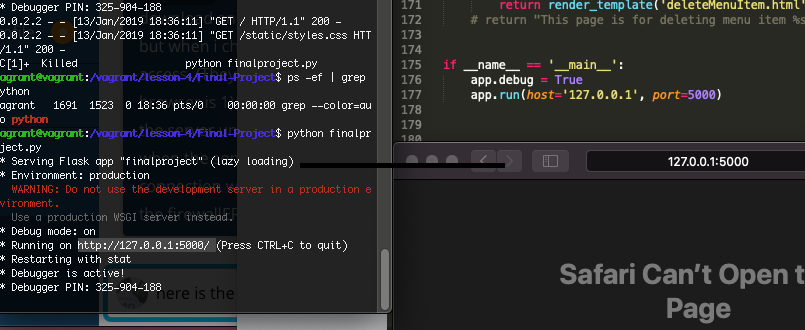 * Debugger PIN: 325-904-188
0.0.2.2 - - [13/Jan/2019 18:36:11] "GET / HTTP/1.1" 200 -
0.0.2.2 - - [13/Jan/2019 18:36:11] "GET /static/styles.css HTT
/1.1" 200 -
C[1]+  Killed                  python finalproject.py
vagrant@vagrant:/vagrant/lesson-4/Final-Project$ ps -ef | grep
ython
agrant   1691  1523  0 18:36 pts/0    00:00:00 grep --color=au
o python
vagrant@vagrant:/vagrant/lesson-4/Final-Project$ python finalpr
ject.py
* Serving Flask app "finalproject" (lazy loading)
* Environment: production
WARNING: Do not use the development server in a production e
vironment.
Use a production WSGI server instead.
* Debug mode: on
* Running on http://127.0.0.1:5000/ (Press CTRL+C to quit)
* Restarting with stat
* Debugger is active!
* Debugger PIN: 325-904-188
but when i ch
the firewall
here is the
171 return render_template('deleteMenuItem.html'
172 # return "This page is for deleting menu item %s
173
174
175 if __name__ == '__main__':
176 app.debug = True
177 app.run(host='127.0.0.1', port=5000)
178
179
180
127.0.0.1:5000
Safari Can't Open t
Page